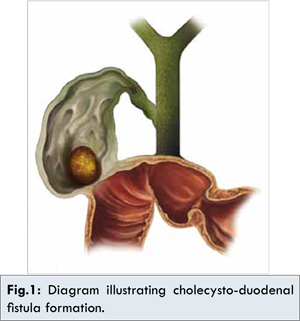 Fig.1: Diagram illustrating cholecysto-duodenal
fistula formation.